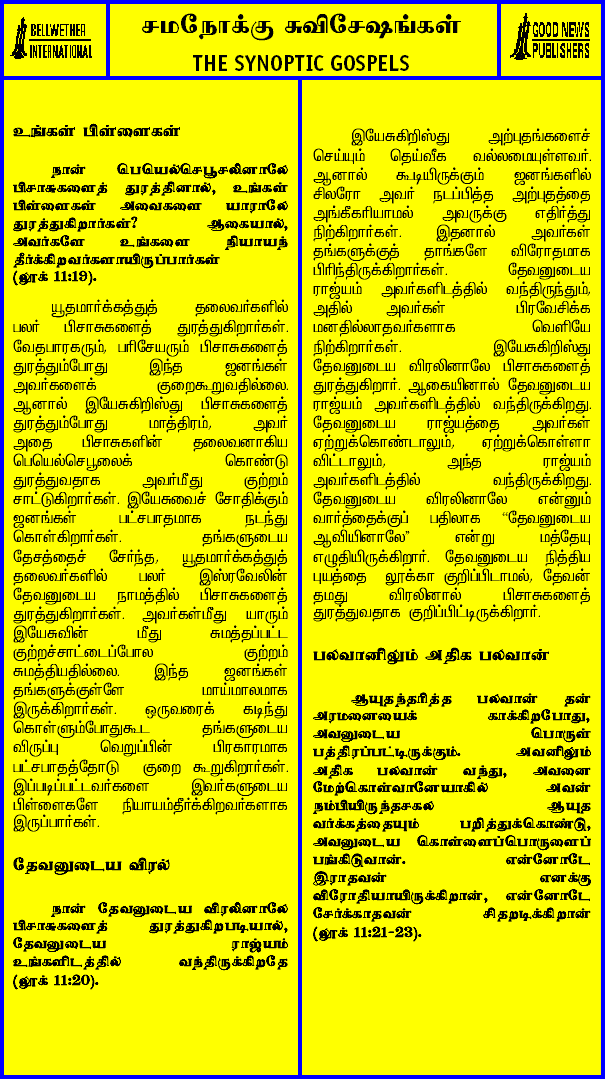 BELLWETHER
INTERNATIONAL
சமநோக்கு சுவிசேஷங்கள்
THE SYNOPTIC GOSPELS
GOOD NEWS
PUBLISHERS
உங்கள் பிள்ளைகள்
நான் பெயெல்செபூசலினாலே
பிசாசுகளைத் துரத்தினால், உங்கள்
பிள்ளைகள் அவைகளை யாராலே
துரத்துகிறார்கள்? ஆகையால்,
அவர்களே உங்களை நியாயந்
தீர்க்கிறவர்களாயிருப்பார்கள்
(லூக் 11:19).
யூதமார்க்கத்துத் தலைவர்களில்
பலர் பிசாசுகளைத் துரத்துகிறார்கள்.
வேதபாரகரும், பரிசேயரும் பிசாசுகளைத்
துரத்தும்போது இந்த ஜனங்கள்
அவர்களைக் குறைகூறுவதில்லை.
ஆனால் இயேசுகிறிஸ்து பிசாசுகளைத்
துரத்தும்போது மாத்திரம், அவர்
அதை பிசாசுகளின் தலைவனாகிய
பெயெல்செபூலைக் கொண்டு
துரத்துவதாக அவர்மீது குற்றம்
சாட்டுகிறார்கள். இயேசுவைச் சோதிக்கும்
ஜனங்கள் பட்சபாதமாக நடந்து
கொள்கிறார்கள். தங்களுடைய
தேசத்தைச் சேர்ந்த, யூதமார்க்கத்துத்
தலைவர்களில் பலர் இஸ்ரவேலின்
தேவனுடைய நாமத்தில் பிசாசுகளைத்
துரத்துகிறார்கள். அவர்கள்மீது யாரும்
இயேசுவின் மீது சுமத்தப்பட்ட
குற்றச்சாட்டைப்போல குற்றம்
சுமத்தியதில்லை. இந்த ஜனங்கள்
தங்களுக்குள்ளே மாய்மாலமாக
இருக்கிறார்கள். ஒருவரைக் கடிந்து
கொள்ளும்போதுகூட தங்களுடைய
விருப்பு வெறுப்பின் பிரகாரமாக
பட்சபாதத்தோடு குறை கூறுகிறார்கள்.
இப்படிப்பட்டவர்களை இவர்களுடைய
பிள்ளைகளே நியாயம்தீர்க்கிறவர்களாக
இருப்பார்கள்.
தேவனுடைய விரல்
நான் தேவனுடைய விரலினாலே
பிசாசுகளைத் துரத்துகிறபடியால்,
தேவனுடைய ராஜ்யம்
உங்களிடத்தில் வந்திருக்கிறதே
(லூக் 11:20).
இயேசுகிறிஸ்து அற்புதங்களைச்
செய்யும் தெய்வீக வல்லமையுள்ளவர்.
ஆனால் கூடியிருக்கும் ஜனங்களில்
சிலரோ அவர் நடப்பித்த அற்புதத்தை
அங்கீகரியாமல் அவருக்கு எதிர்த்து
நிற்கிறார்கள். இதனால் அவர்கள்
தங்களுக்குத் தாங்களே விரோதமாக
பிரிந்திருக்கிறார்கள். தேவனுடைய
ராஜ்யம் அவர்களிடத்தில் வந்திருந்தும்,
அதில் அவர்கள் பிரவேசிக்க
மனதில்லாதவர்களாக வெளியே
நிற்கிறார்கள். இயேசுகிறிஸ்து
தேவனுடைய விரலினாலே பிசாசுகளைத்
துரத்துகிறார். ஆகையினால் தேவனுடைய
ராஜ்யம் அவர்களிடத்தில் வந்திருக்கிறது.
தேவனுடைய ராஜ்யத்தை அவர்கள்
ஏற்றுக்கொண்டாலும், ஏற்றுக்கொள்ளா
விட்டாலும், அந்த ராஜ்யம்
அவர்களிடத்தில் வந்திருக்கிறது.
தேவனுடைய விரலினாலே என்னும்
வார்த்தைக்குப் பதிலாக “தேவனுடைய
ஆவியினாலே” என்று மத்தேயு
எழுதியிருக்கிறார். தேவனுடைய நித்திய
புயத்தை லூக்கா குறிப்பிடாமல், தேவன்
தமது விரலினால் பிசாசுகளைத்
துரத்துவதாக குறிப்பிட்டிருக்கிறார்.
பலவானிலும் அதிக பலவான்
ஆயுதந்தரித்த பலவான் தன்
அரமனையைக் காக்கிறபோது,
அவனுடைய பொருள்
பத்திரப்பட்டிருக்கும். அவனிலும்
அதிக பலவான் வந்து, அவனை
மேற்கொள்வானேயாகில் அவன்
நம்பியிருந்தசகல ஆயுத
வர்க்கத்தையும் பறித்துக்கொண்டு,
அவனுடைய கொள்ளைப்பொருளைப்
பங்கிடுவான். என்னோடே
இராதவன் எனக்கு
விரோதியாயிருக்கிறான், என்னோடே
சேர்க்காதவன் சிதறடிக்கிறான்
(லூக் 11:21-23).